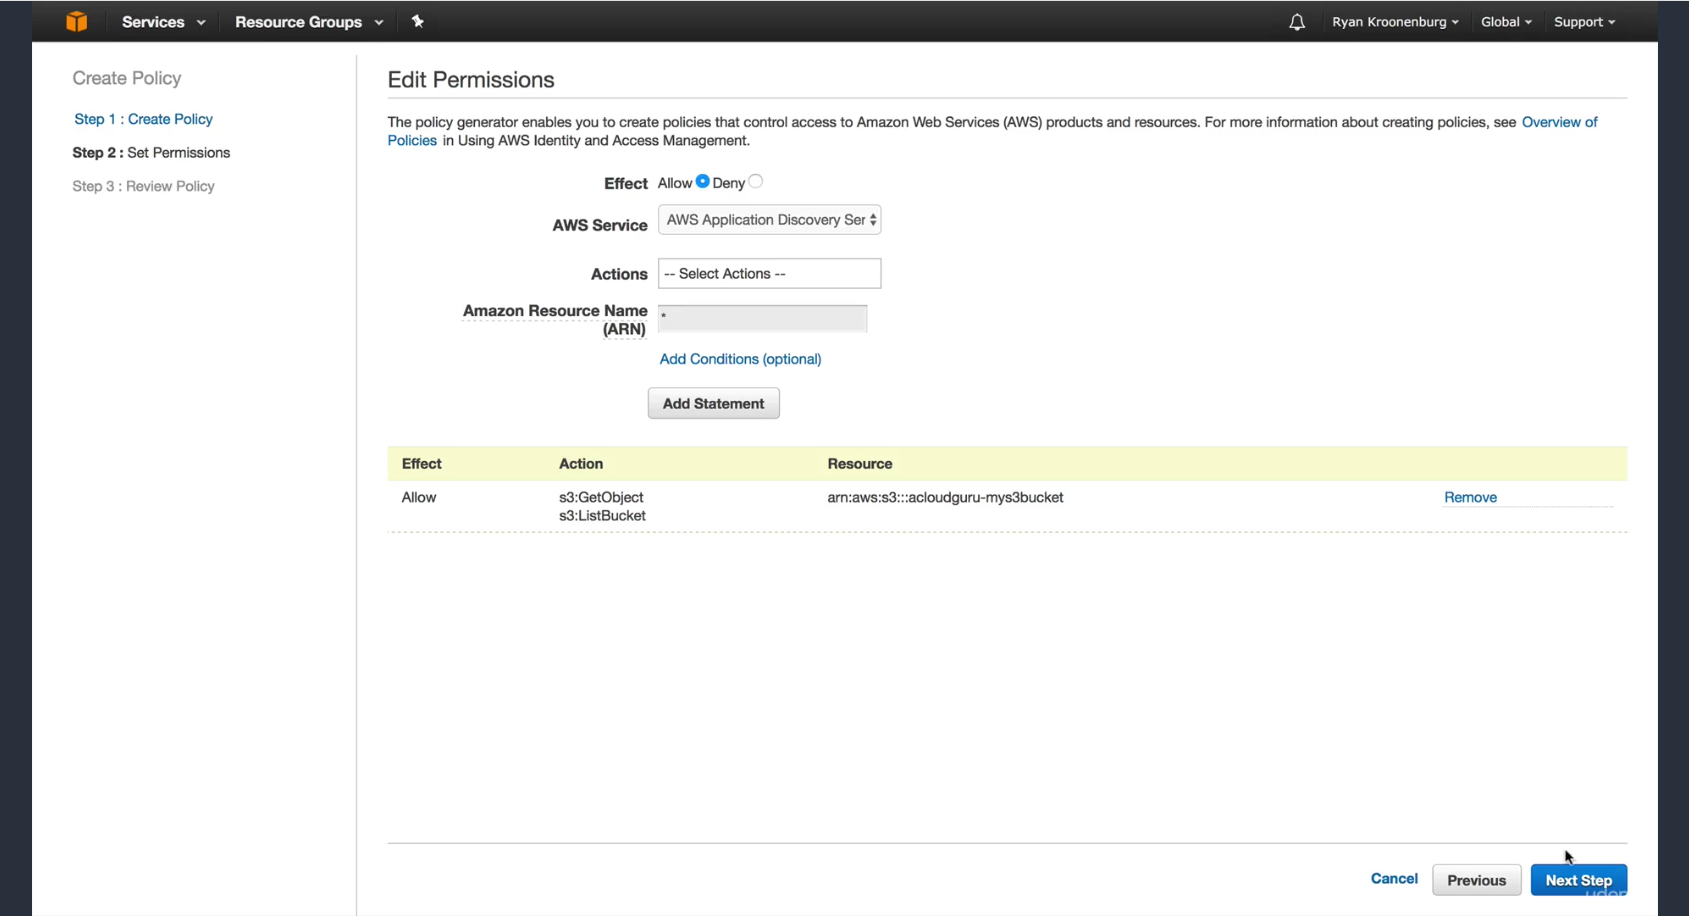 Services
Resource Groups
Ryan Kroonenburg
Global
Support
Create Policy
Step 1 : Create Policy
Step 2 : Set Permissions
Step 3 : Review Policy
Edit Permissions
The policy generator enables you to create policies that control access to Amazon Web Services (AWS) products and resources. For more information about creating policies, see Overview of
Policies in Using AWS Identity and Access Management.
Effect Allow Deny
AWS Service AWS Application Discovery Ser
Actions -- Select Actions --
Amazon Resource Name
(ARN) *
Add Conditions (optional)
Add Statement
Effect Action Resource
Allow s3:GetObject arn:aws:s3:::acloudguru-mys3bucket Remove
s3:ListBucket
Cancel Previous Next Step